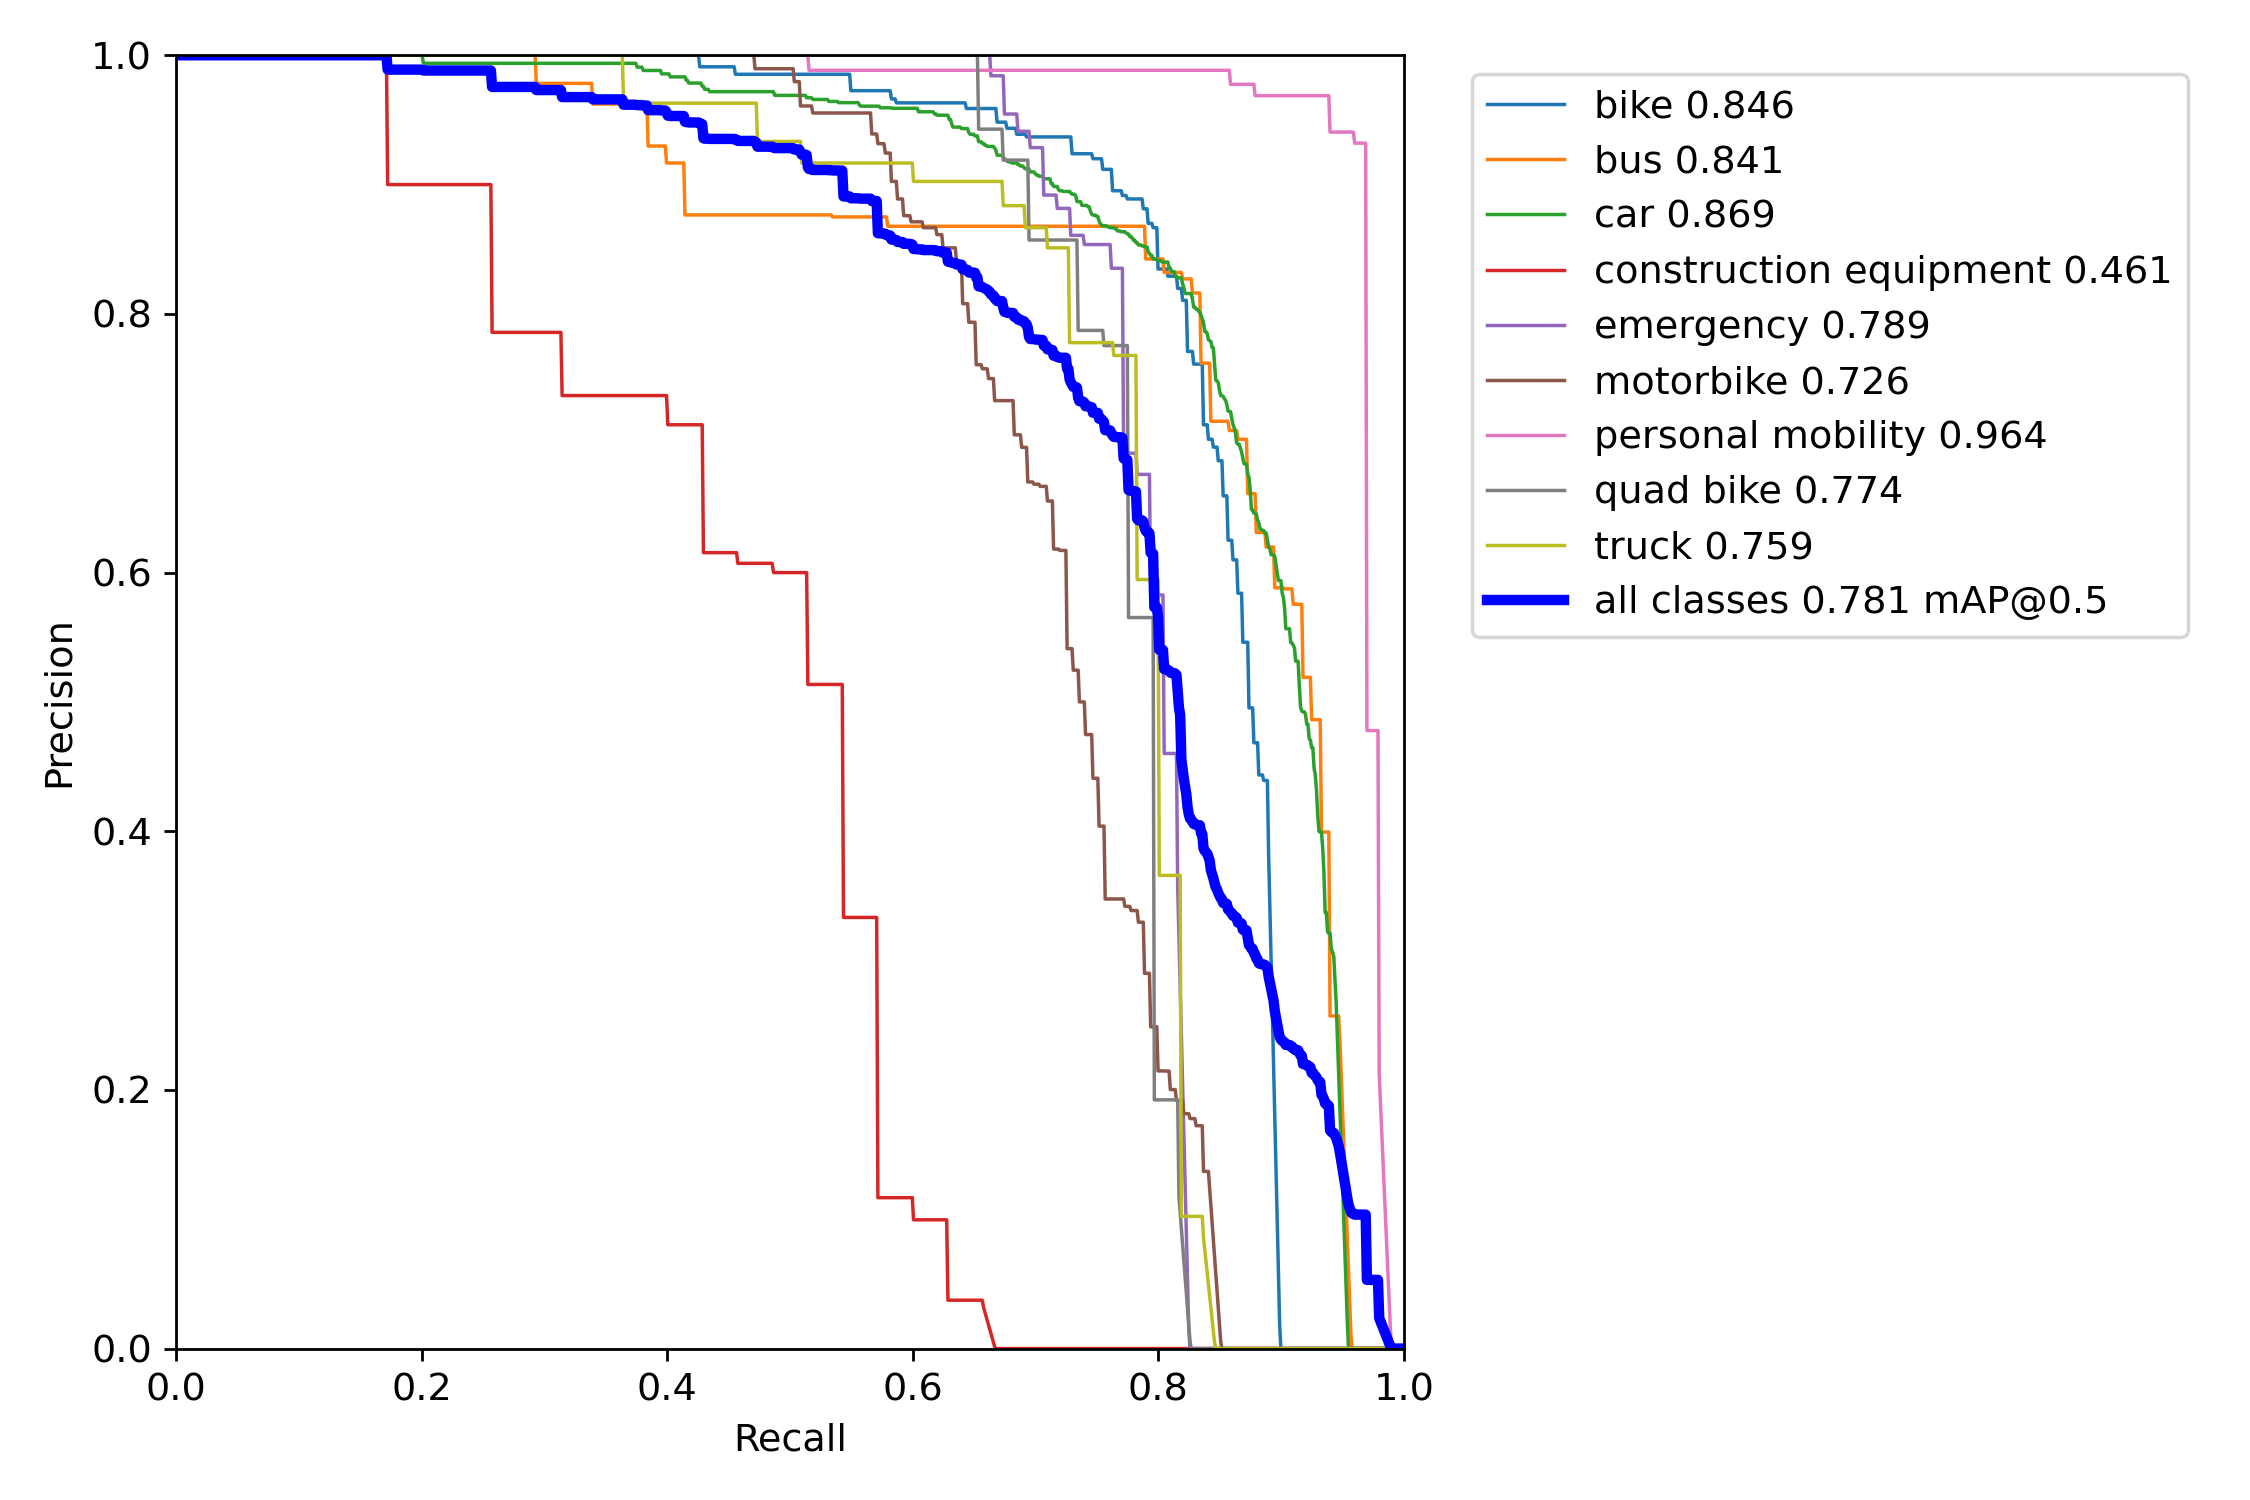 1.0
0.8
0.6
0.4
0.2
0.0
Precision
0.0 0.2 0.4 0.6 0.8 1.0
Recall
bike 0.846
bus 0.841
car 0.869
construction equipment 0.461
emergency 0.789
motorbike 0.726
personal mobility 0.964
quad bike 0.774
truck 0.759
all classes 0.781 mAP@0.5